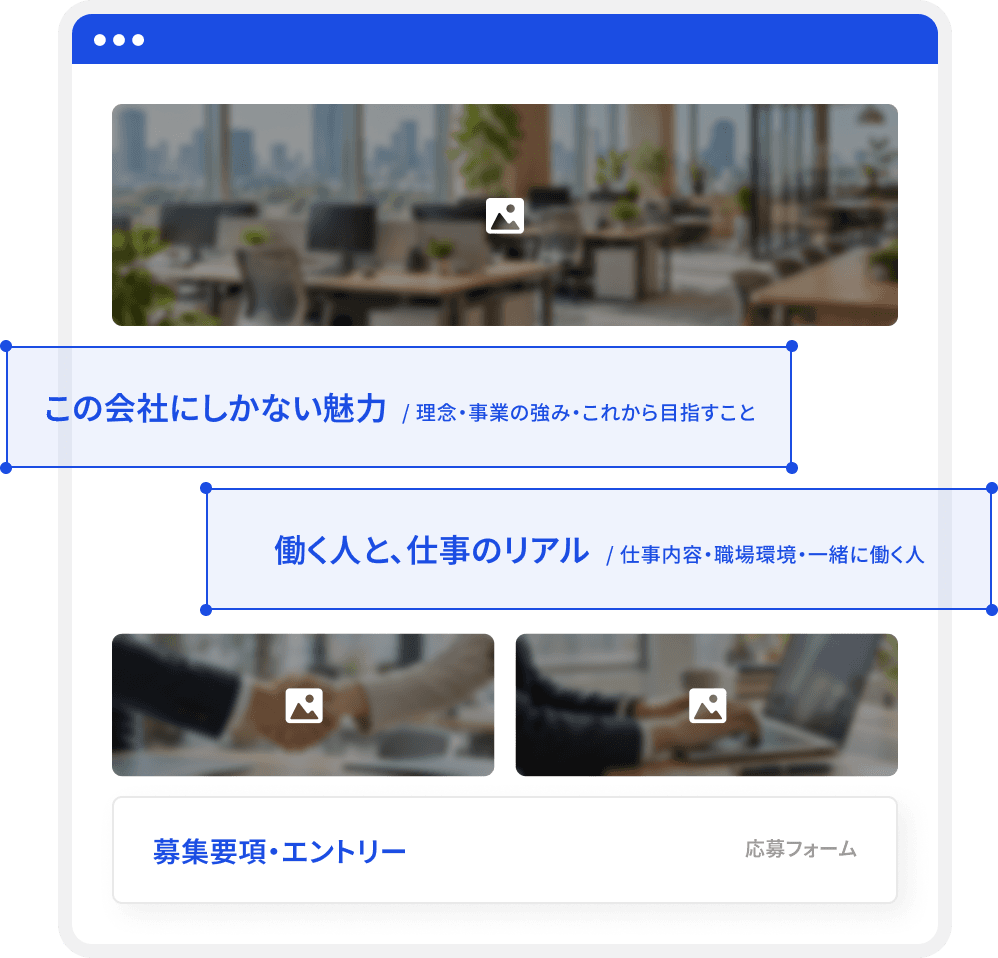 この会社にしかない魅力 / 理念・事業の強み・これから目指すこと
働く人と、仕事のリアル / 仕事内容・職場環境・一緒に働く人
募集要項・エントリー 応募フォーム